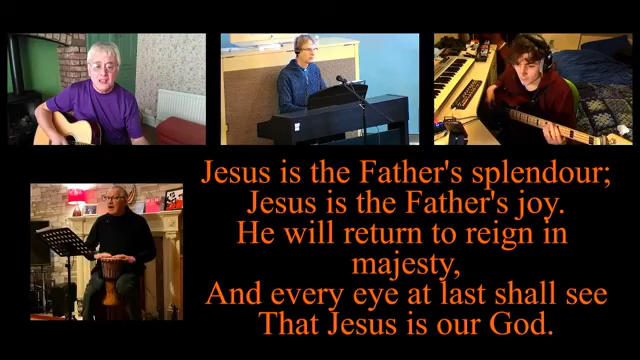 Jesus is the Father's splendour;
Jesus is the Father's joy.
He will return to reign in
majesty,
And every eye at last shall see
That Jesus is our God.